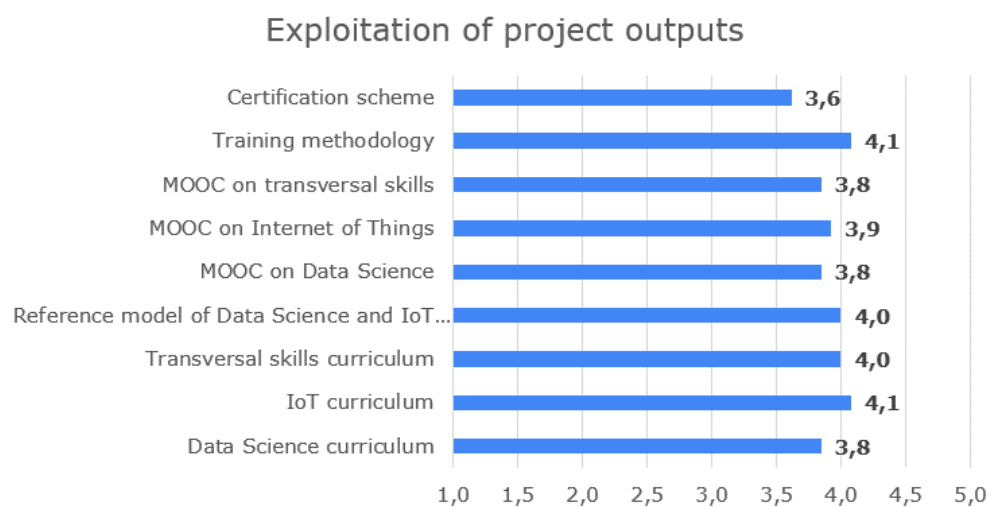 Exploitation of project outputs
Certification scheme 3,6
Training methodology 4,1
MOOC on transversal skills 3,8
MOOC on Internet of Things 3,9
MOOC on Data Science 3,8
Reference model of Data Science and IoT... 4,0
Transversal skills curriculum 4,0
IoT curriculum 4,1
Data Science curriculum 3,8
1,0 1,5 2,0 2,5 3,0 3,5 4,0 4,5 5,0